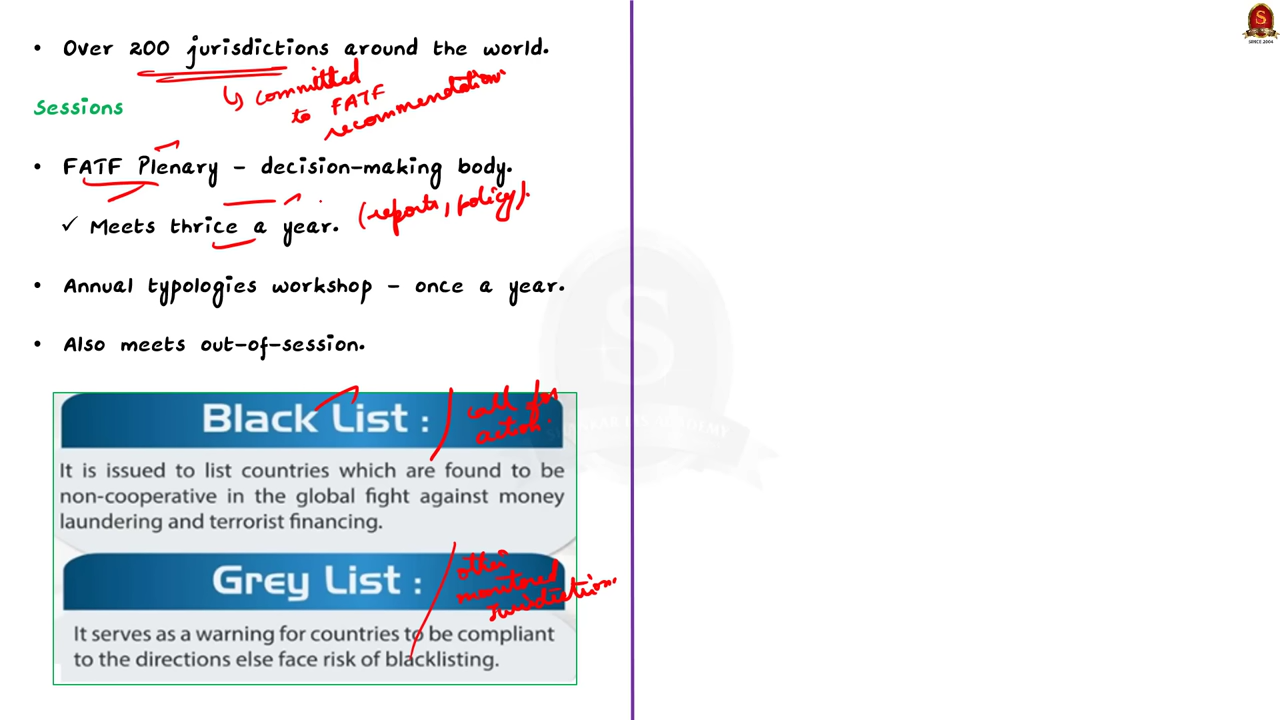 • Over 200 jurisdictions around the world.
↳ committed
to FATF
recommendation.
Sessions
• FATF Plenary – decision-making body.
✓ Meets thrice a year. (reports, policy).
• Annual typologies workshop – once a year.
• Also meets out-of-session.
Black List :
call for
action.
It is issued to list countries which are found to be
non-cooperative in the global fight against money
laundering and terrorist financing.
Grey List :
other
monitored
jurisdiction.
It serves as a warning for countries to be compliant
to the directions else face risk of blacklisting.
S
SINCE 2004
S
ACADEMY